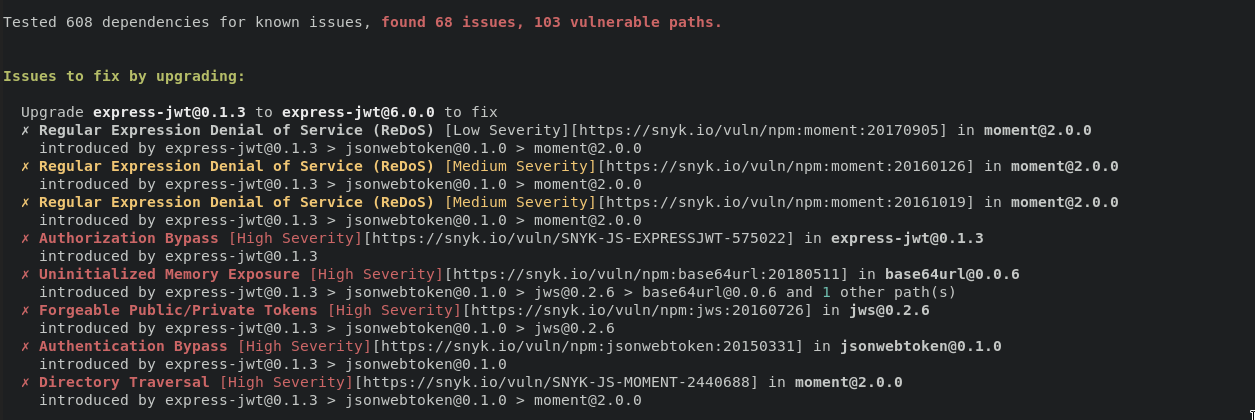 Tested 608 dependencies for known issues, found 68 issues, 103 vulnerable paths.
Issues to fix by upgrading:
Upgrade express-jwt@0.1.3 to express-jwt@6.0.0 to fix
✗ Regular Expression Denial of Service (ReDoS) [Low Severity][https://snyk.io/vuln/npm:moment:20170905] in moment@2.0.0
introduced by express-jwt@0.1.3 > jsonwebtoken@0.1.0 > moment@2.0.0
✗ Regular Expression Denial of Service (ReDoS) [Medium Severity][https://snyk.io/vuln/npm:moment:20160126] in moment@2.0.0
introduced by express-jwt@0.1.3 > jsonwebtoken@0.1.0 > moment@2.0.0
✗ Regular Expression Denial of Service (ReDoS) [Medium Severity][https://snyk.io/vuln/npm:moment:20161019] in moment@2.0.0
introduced by express-jwt@0.1.3 > jsonwebtoken@0.1.0 > moment@2.0.0
✗ Authorization Bypass [High Severity][https://snyk.io/vuln/SNYK-JS-EXPRESSJWT-575022] in express-jwt@0.1.3
introduced by express-jwt@0.1.3
✗ Uninitialized Memory Exposure [High Severity][https://snyk.io/vuln/npm:base64url:20180511] in base64url@0.0.6
introduced by express-jwt@0.1.3 > jsonwebtoken@0.1.0 > jws@0.2.6 > base64url@0.0.6 and 1 other path(s)
✗ Forgeable Public/Private Tokens [High Severity][https://snyk.io/vuln/npm:jws:20160726] in jws@0.2.6
introduced by express-jwt@0.1.3 > jsonwebtoken@0.1.0 > jws@0.2.6
✗ Authentication Bypass [High Severity][https://snyk.io/vuln/npm:jsonwebtoken:20150331] in jsonwebtoken@0.1.0
introduced by express-jwt@0.1.3 > jsonwebtoken@0.1.0
✗ Directory Traversal [High Severity][https://snyk.io/vuln/SNYK-JS-MOMENT-2440688] in moment@2.0.0
introduced by express-jwt@0.1.3 > jsonwebtoken@0.1.0 > moment@2.0.0